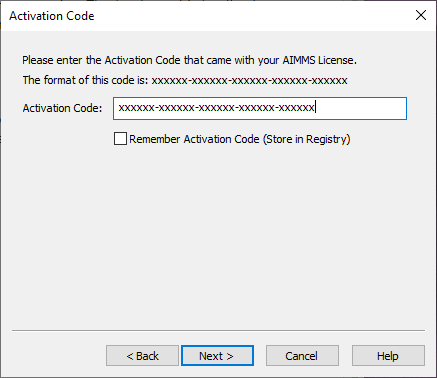 Activation Code
Please enter the Activation Code that came with your AIMMS License.
The format of this code is: xxxxxx-xxxxxx-xxxxxx-xxxxxx-xxxxxx
Activation Code: xxxxxx-xxxxxx-xxxxxx-xxxxxx-xxxxxx
Remember Activation Code (Store in Registry)
< Back Next > Cancel Help